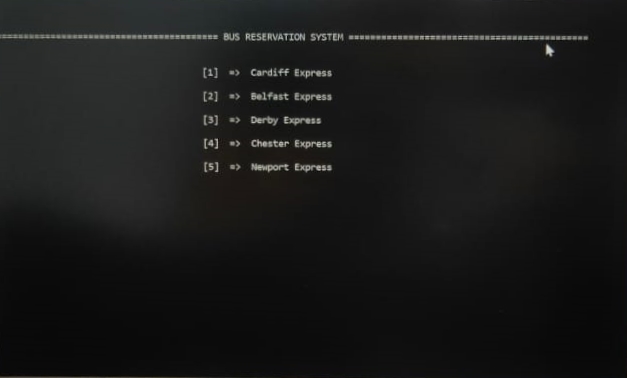 ======================================== BUS RESERVATION SYSTEM ============================================
[1] => Cardiff Express
[2] => Belfast Express
[3] => Derby Express
[4] => Chester Express
[5] => Newport Express